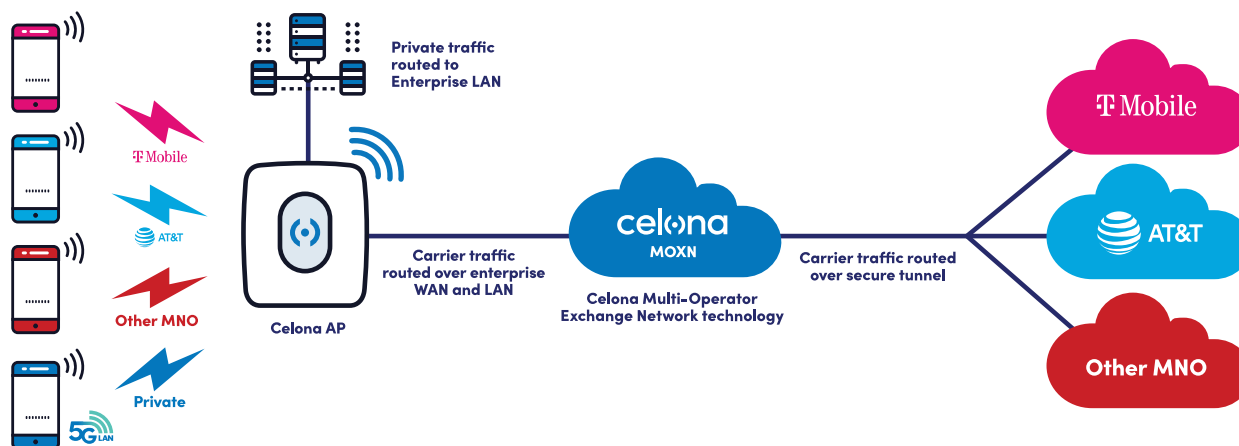 T Mobile
AT&T
Other MNO
Private
5G LAN
Private traffic
routed to
Enterprise LAN
Celona AP
Carrier traffic
routed over enterprise
WAN and LAN
celona
MOXN
Celona Multi-Operator
Exchange Network technology
Carrier traffic routed
over secure tunnel
T Mobile
AT&T
Other MNO